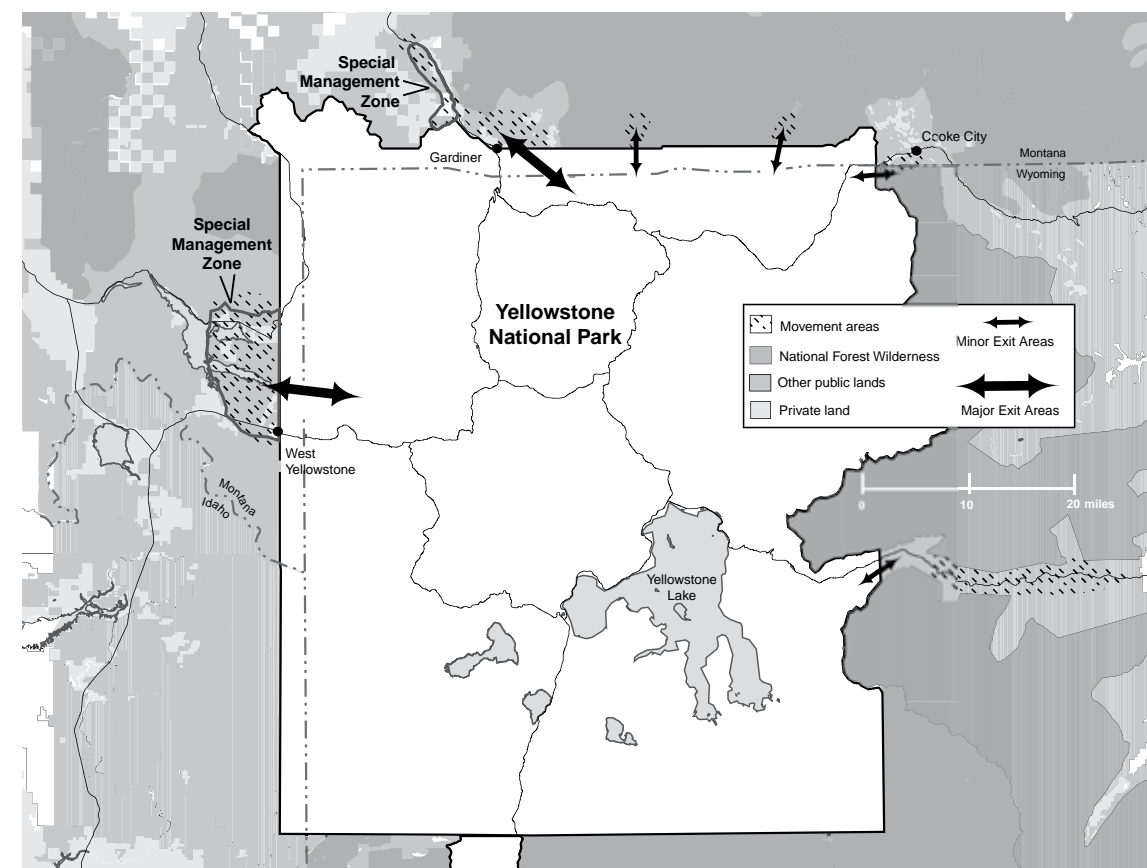 Special
Management
Zone
Gardiner
Cooke City
Montana
Wyoming
Special
Management
Zone
Yellowstone
National Park
Movement areas
National Forest Wilderness
Other public lands
Private land
Minor Exit Areas
Major Exit Areas
West
Yellowstone
Montana
Idaho
0
10
20 miles
Yellowstone
Lake